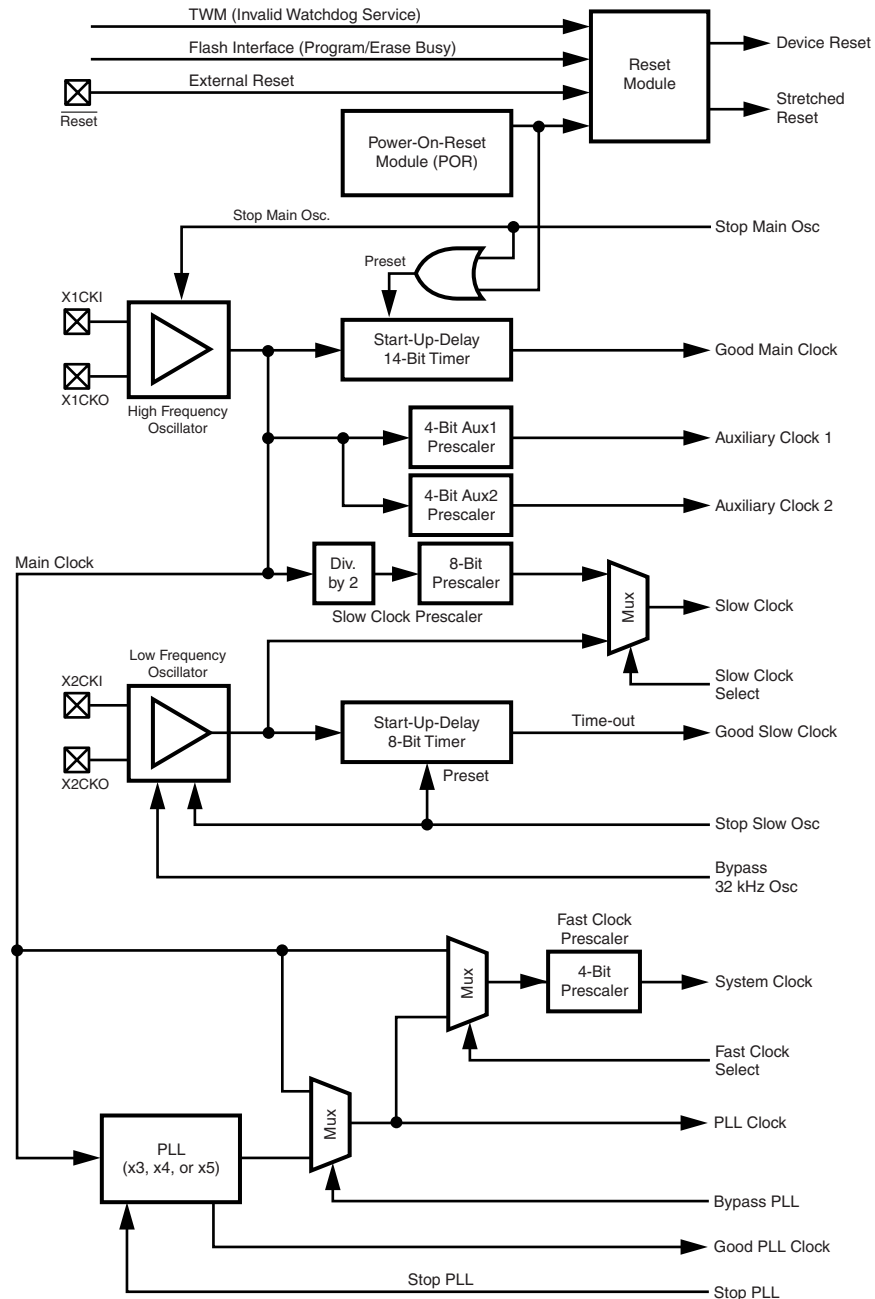 TWM (Invalid Watchdog Service)
Flash Interface (Program/Erase Busy)
External Reset
Reset
Reset
Module
Device Reset
Stretched
Reset
Power-On-Reset
Module (POR)
Stop Main Osc.
Stop Main Osc
Preset
X1CKI
X1CKO
High Frequency
Oscillator
Start-Up-Delay
14-Bit Timer
Good Main Clock
4-Bit Aux1
Prescaler
Auxiliary Clock 1
4-Bit Aux2
Prescaler
Auxiliary Clock 2
Main Clock
Div.
by 2
8-Bit
Prescaler
Slow Clock Prescaler
Mux
Slow Clock
Slow Clock
Select
Low Frequency
Oscillator
X2CKI
X2CKO
Start-Up-Delay
8-Bit Timer
Time-out
Good Slow Clock
Preset
Stop Slow Osc
Bypass
32 kHz Osc
Fast Clock
Prescaler
Mux
4-Bit
Prescaler
System Clock
Fast Clock
Select
Mux
PLL Clock
PLL
(x3, x4, or x5)
Bypass PLL
Good PLL Clock
Stop PLL
Stop PLL